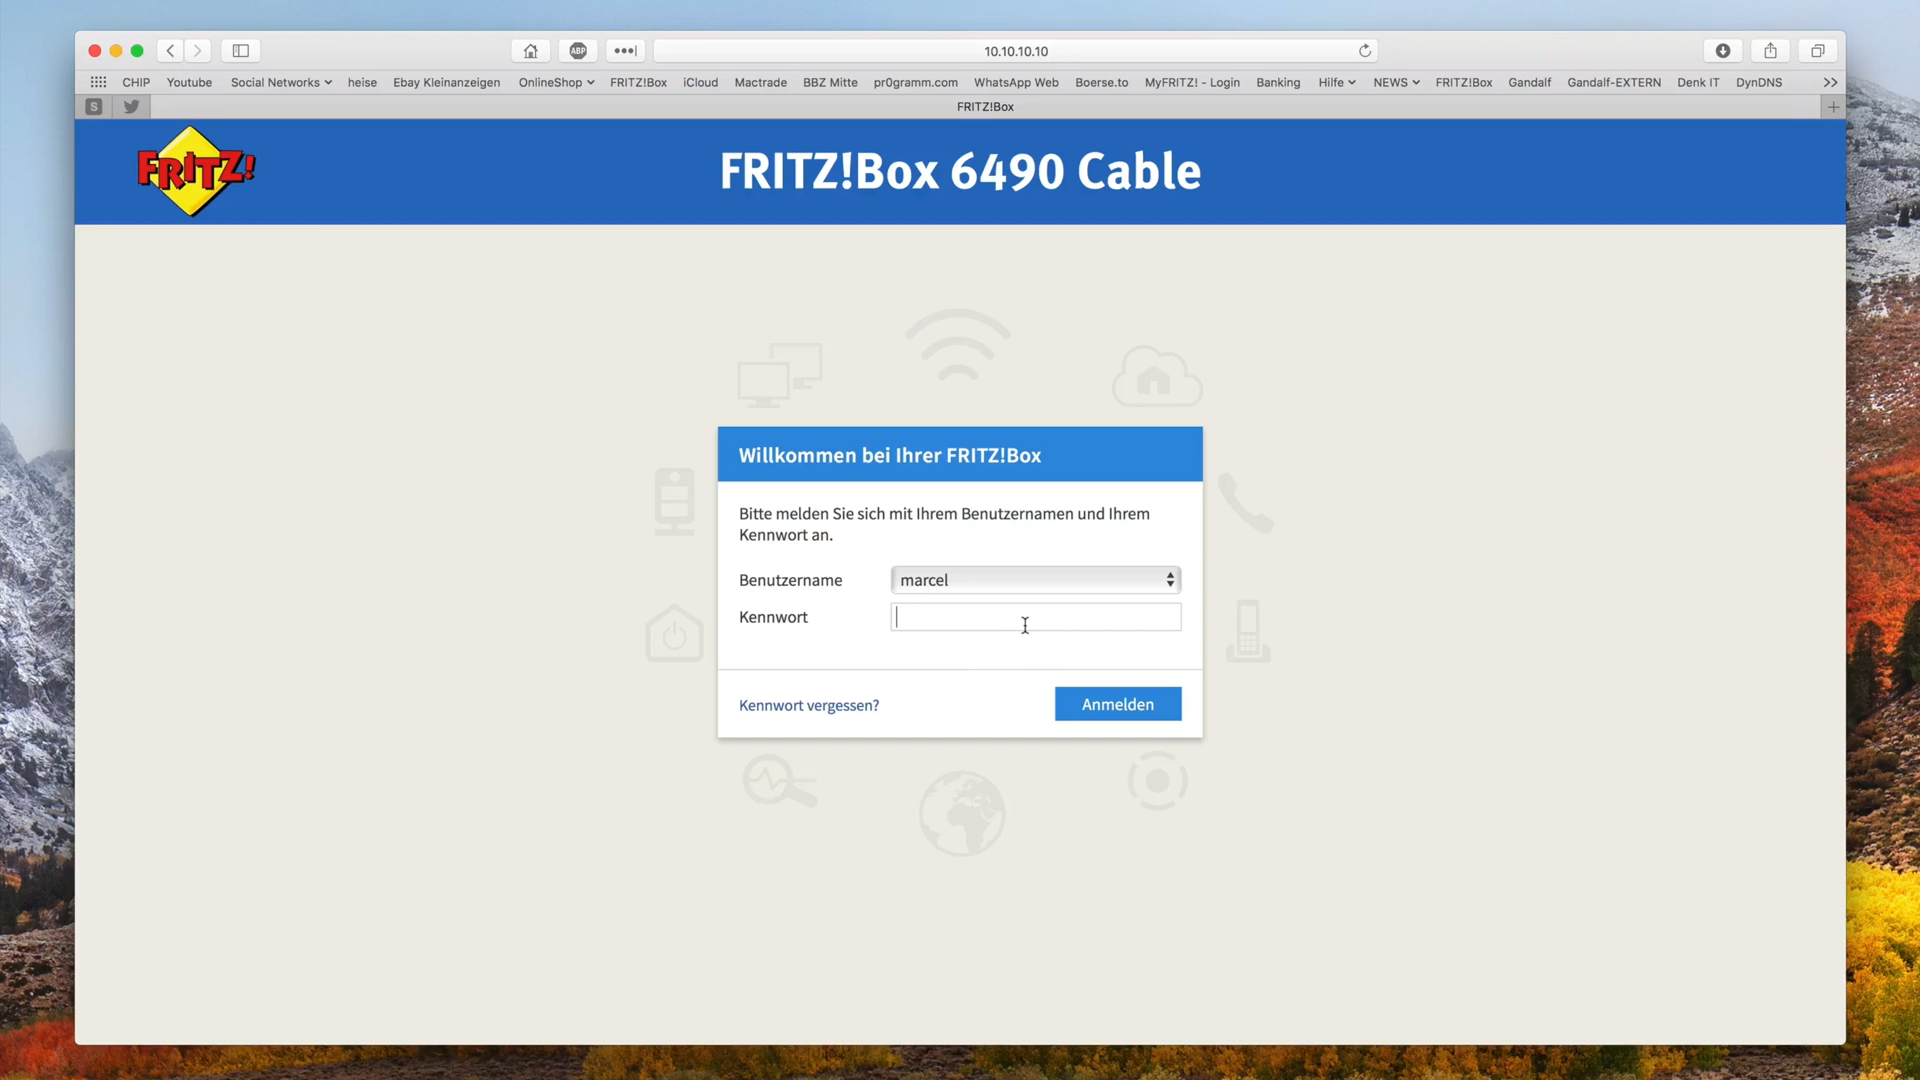 ABP
10.10.10.10
CHIP Youtube Social Networks heise Ebay Kleinanzeigen OnlineShop FRITZ!Box iCloud Mactrade BBZ Mitte pr0gramm.com WhatsApp Web Boerse.to MyFRITZ! - Login Banking Hilfe NEWS FRITZ!Box Gandalf Gandalf-EXTERN Denk IT DynDNS
S
FRITZ!Box
FRITZ!
FRITZ!Box 6490 Cable
Willkommen bei Ihrer FRITZ!Box
Bitte melden Sie sich mit Ihrem Benutzernamen und Ihrem
Kennwort an.
Benutzername marcel
Kennwort
Kennwort vergessen? Anmelden